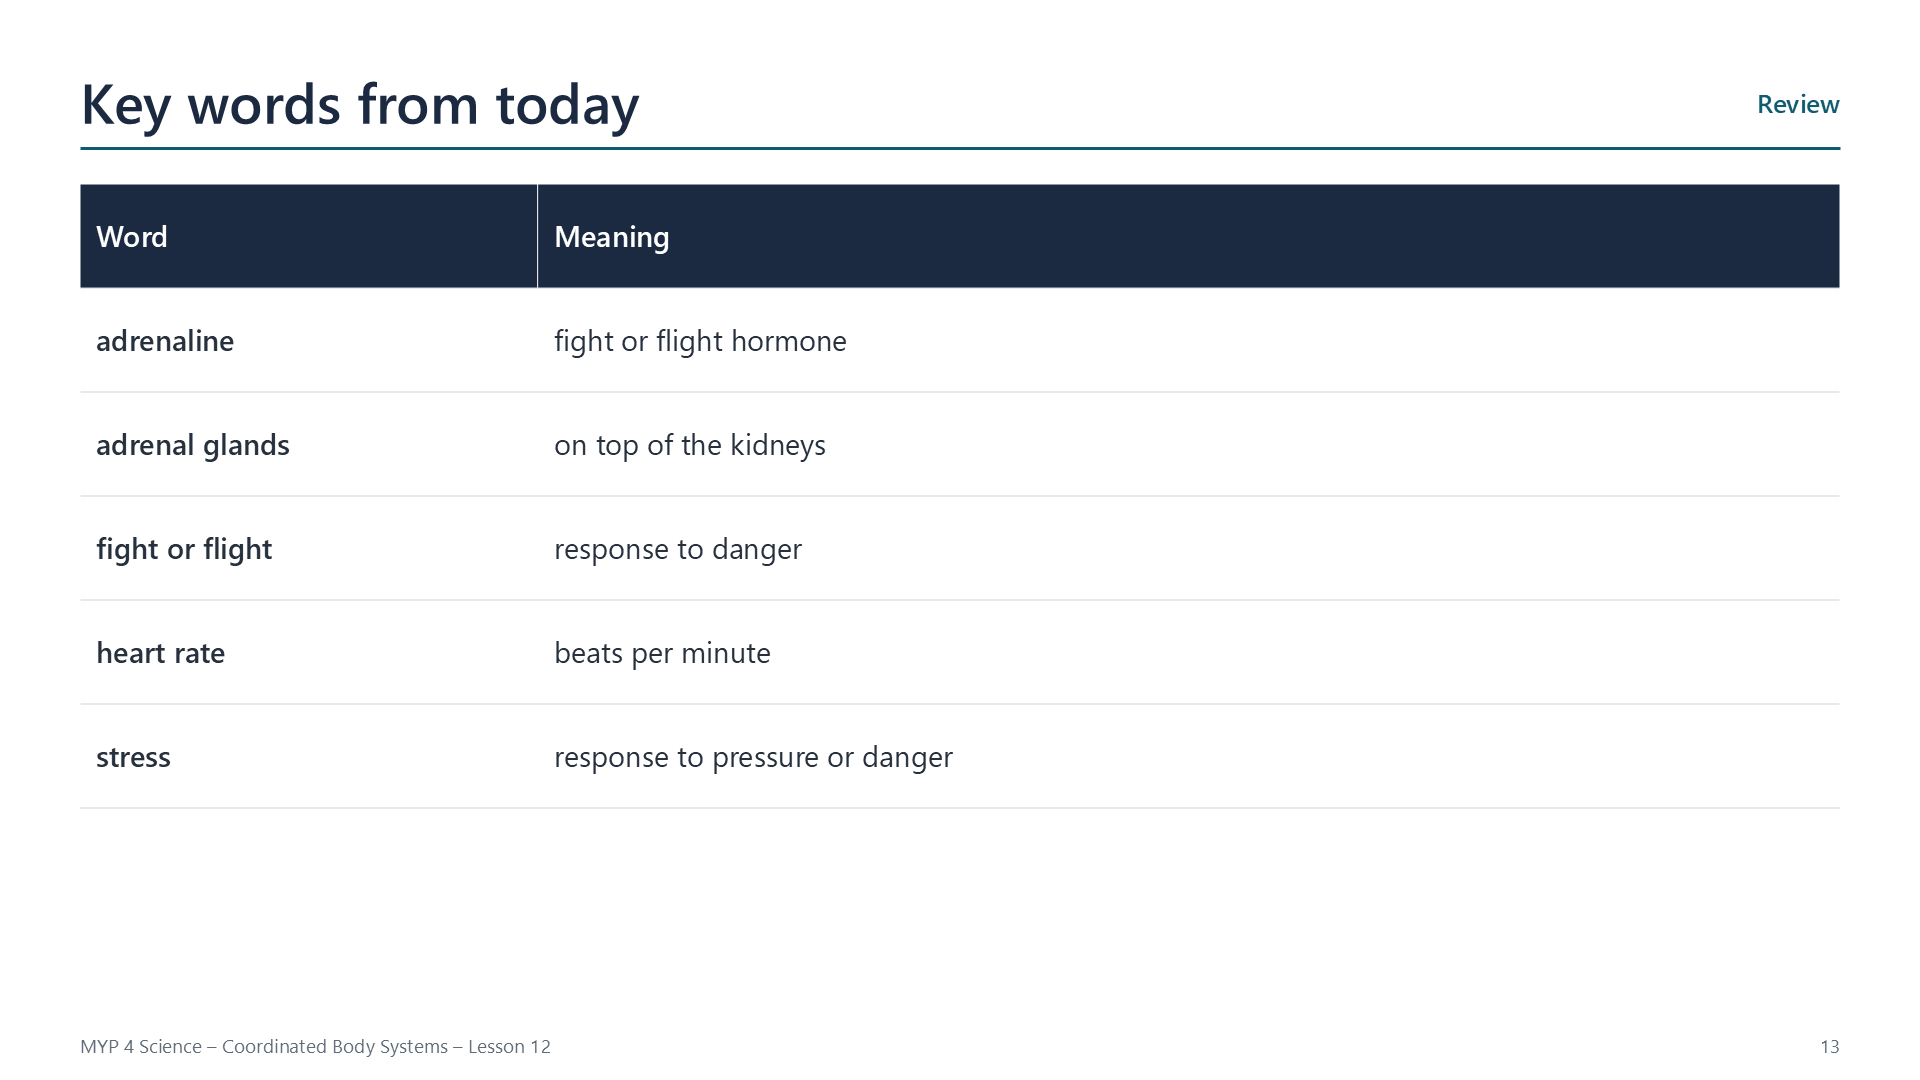 Key words from today
Review
Word Meaning
adrenaline fight or flight hormone
adrenal glands on top of the kidneys
fight or flight response to danger
heart rate beats per minute
stress response to pressure or danger
MYP 4 Science – Coordinated Body Systems – Lesson 12
13